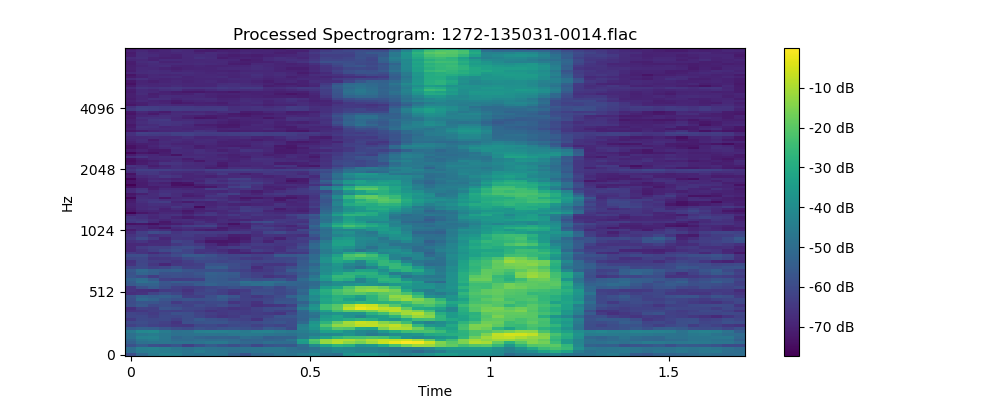 Processed Spectrogram: 1272-135031-0014.flac
Hz
4096
2048
1024
512
0
0
0.5
1
1.5
Time
-10 dB
-20 dB
-30 dB
-40 dB
-50 dB
-60 dB
-70 dB